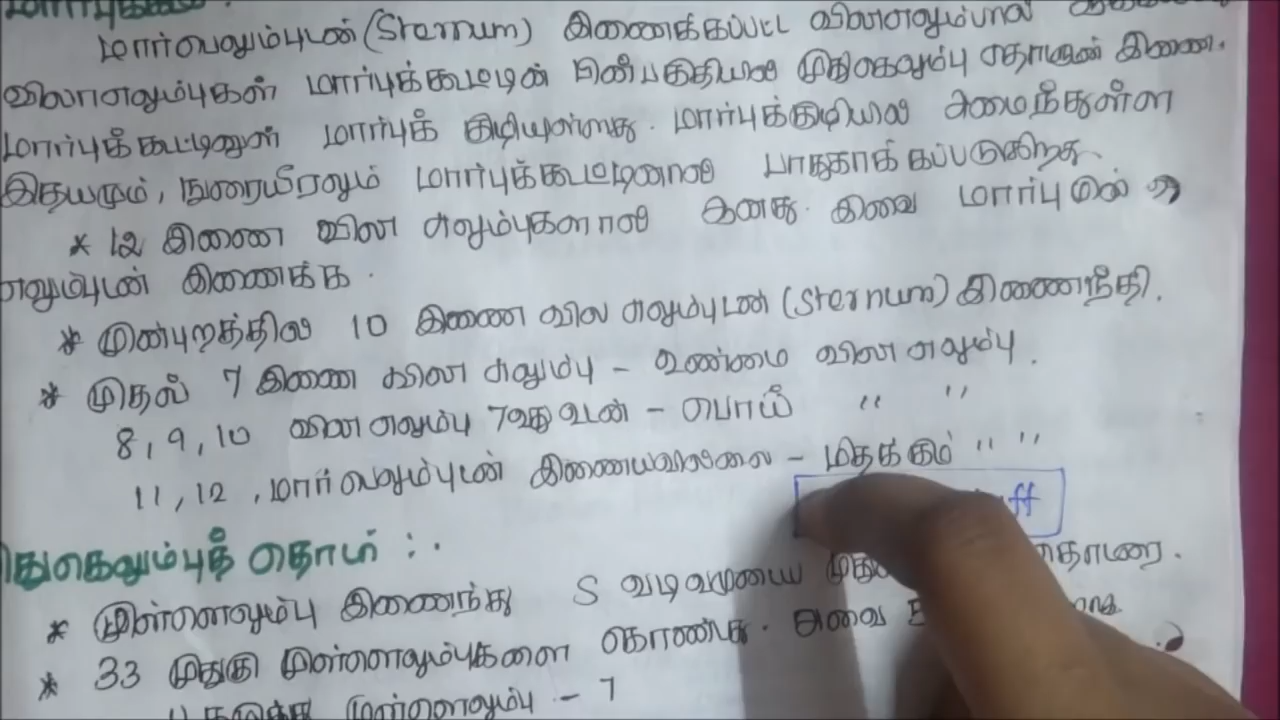 மார்வெலும்புடன் (Sternum) இணைக்கப்பட்ட விலாஎலும்பால்
விலாஎலும்புகள் மார்புக்கூட்டின் பின்பகுதியில் முதுகெலும்பு தொடருடன் இணை.
மார்புக்கூட்டினுள் மார்புக் குழியுள்ளது. மார்புக்குழியில் அமைந்துள்ள
இதயமும், நுரையீரலும் மார்புக்கூட்டினால் பாதுகாக்கப்படுகிறது.
* 12 இணை விலா எலும்புகளால் ஆனது. இவை மார்பு
எலும்புடன் இணைக்க.
* முன்புறத்தில் 10 இணை விலா எலும்புடன் (Sternum) இணைந்தி.
* முதல் 7 இணை விலா எலும்பு - உண்மை விலா எலும்பு.
8, 9, 10 விலா எலும்பு 7வது உடன் - பொய் " "
11, 12, மார்வெலும்புடன் இணையவில்லை - மிதக்கும் " "
ff
துகெலும்புத் தொடர் :.
* முள்ளெலும்பு இணைந்து S வடிவமுடைய தொடரை.
* 33 முதுகு முள்ளெலும்புகளை கொண்டது. அவை
முள்ளெலும்பு - 7